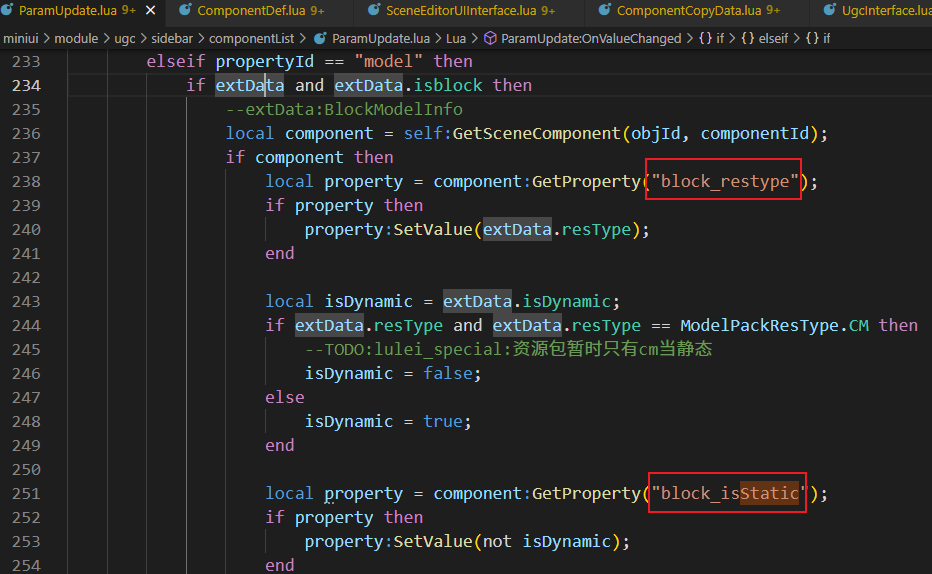 ParamUpdate.lua 9+ ComponentDef.lua 9+ SceneEditorUIInterface.lua 9+ ComponentCopyData.lua 9+ UgcInterface.lua
miniui > module > ugc > sidebar > componentList > ParamUpdate.lua > Lua > ParamUpdate:OnValueChanged > {} if > {} elseif > {} if
233 elseif propertyId == "model" then
234 if extData and extData.isblock then
235 --extData:BlockModelInfo
236 local component = self:GetSceneComponent(objId, componentId);
237 if component then
238 local property = component:GetProperty("block_restype");
239 if property then
240 property:SetValue(extData.resType);
241 end
242
243 local isDynamic = extData.isDynamic;
244 if extData.resType and extData.resType == ModelPackResType.CM then
245 --TODO:lulei_special:资源包暂时只有cm当静态
246 isDynamic = false;
247 else
248 isDynamic = true;
249 end
250
251 local property = component:GetProperty("block_isStatic");
252 if property then
253 property:SetValue(not isDynamic);
254 end